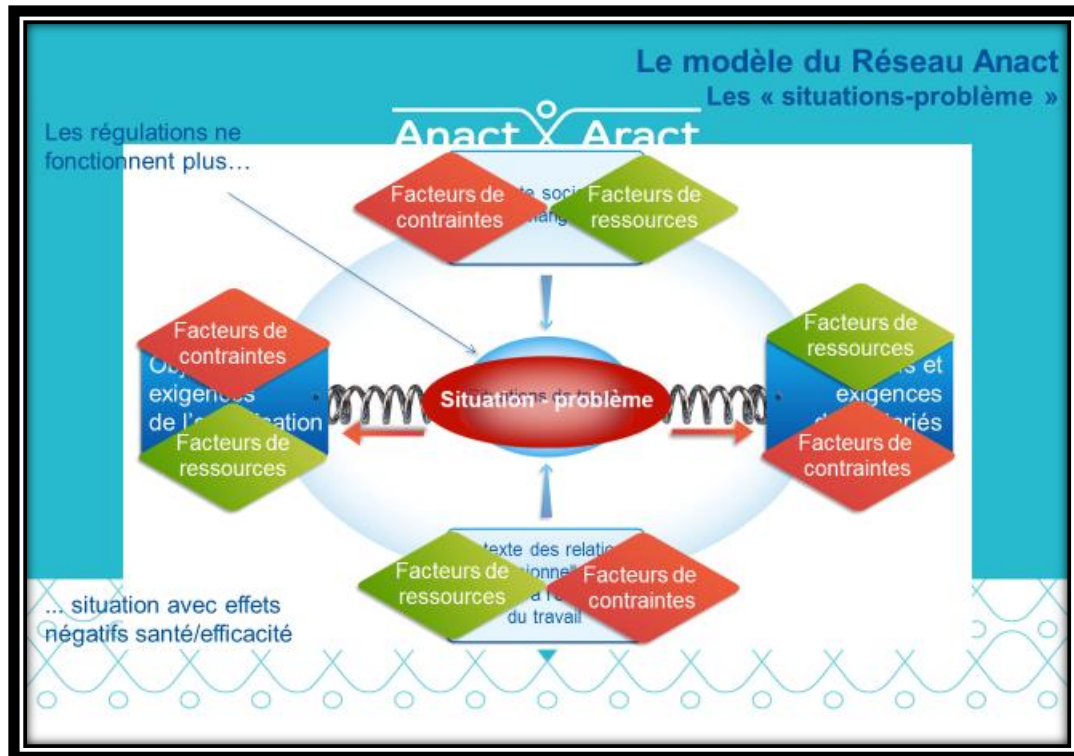 Le modèle du Réseau Anact
Les « situations-problème »
Les régulations ne
fonctionnent plus…
Anact Aract
Facteurs de
contraintes
Facteurs de
ressources
Facteurs de
contraintes
exigences
de l'
Facteurs de
ressources
Situation - problème
Facteurs de
ressources
et
exigences
Facteurs de
contraintes
Facteurs de
ressources
Facteurs de
contraintes
du travail
... situation avec effets
négatifs santé/efficacité